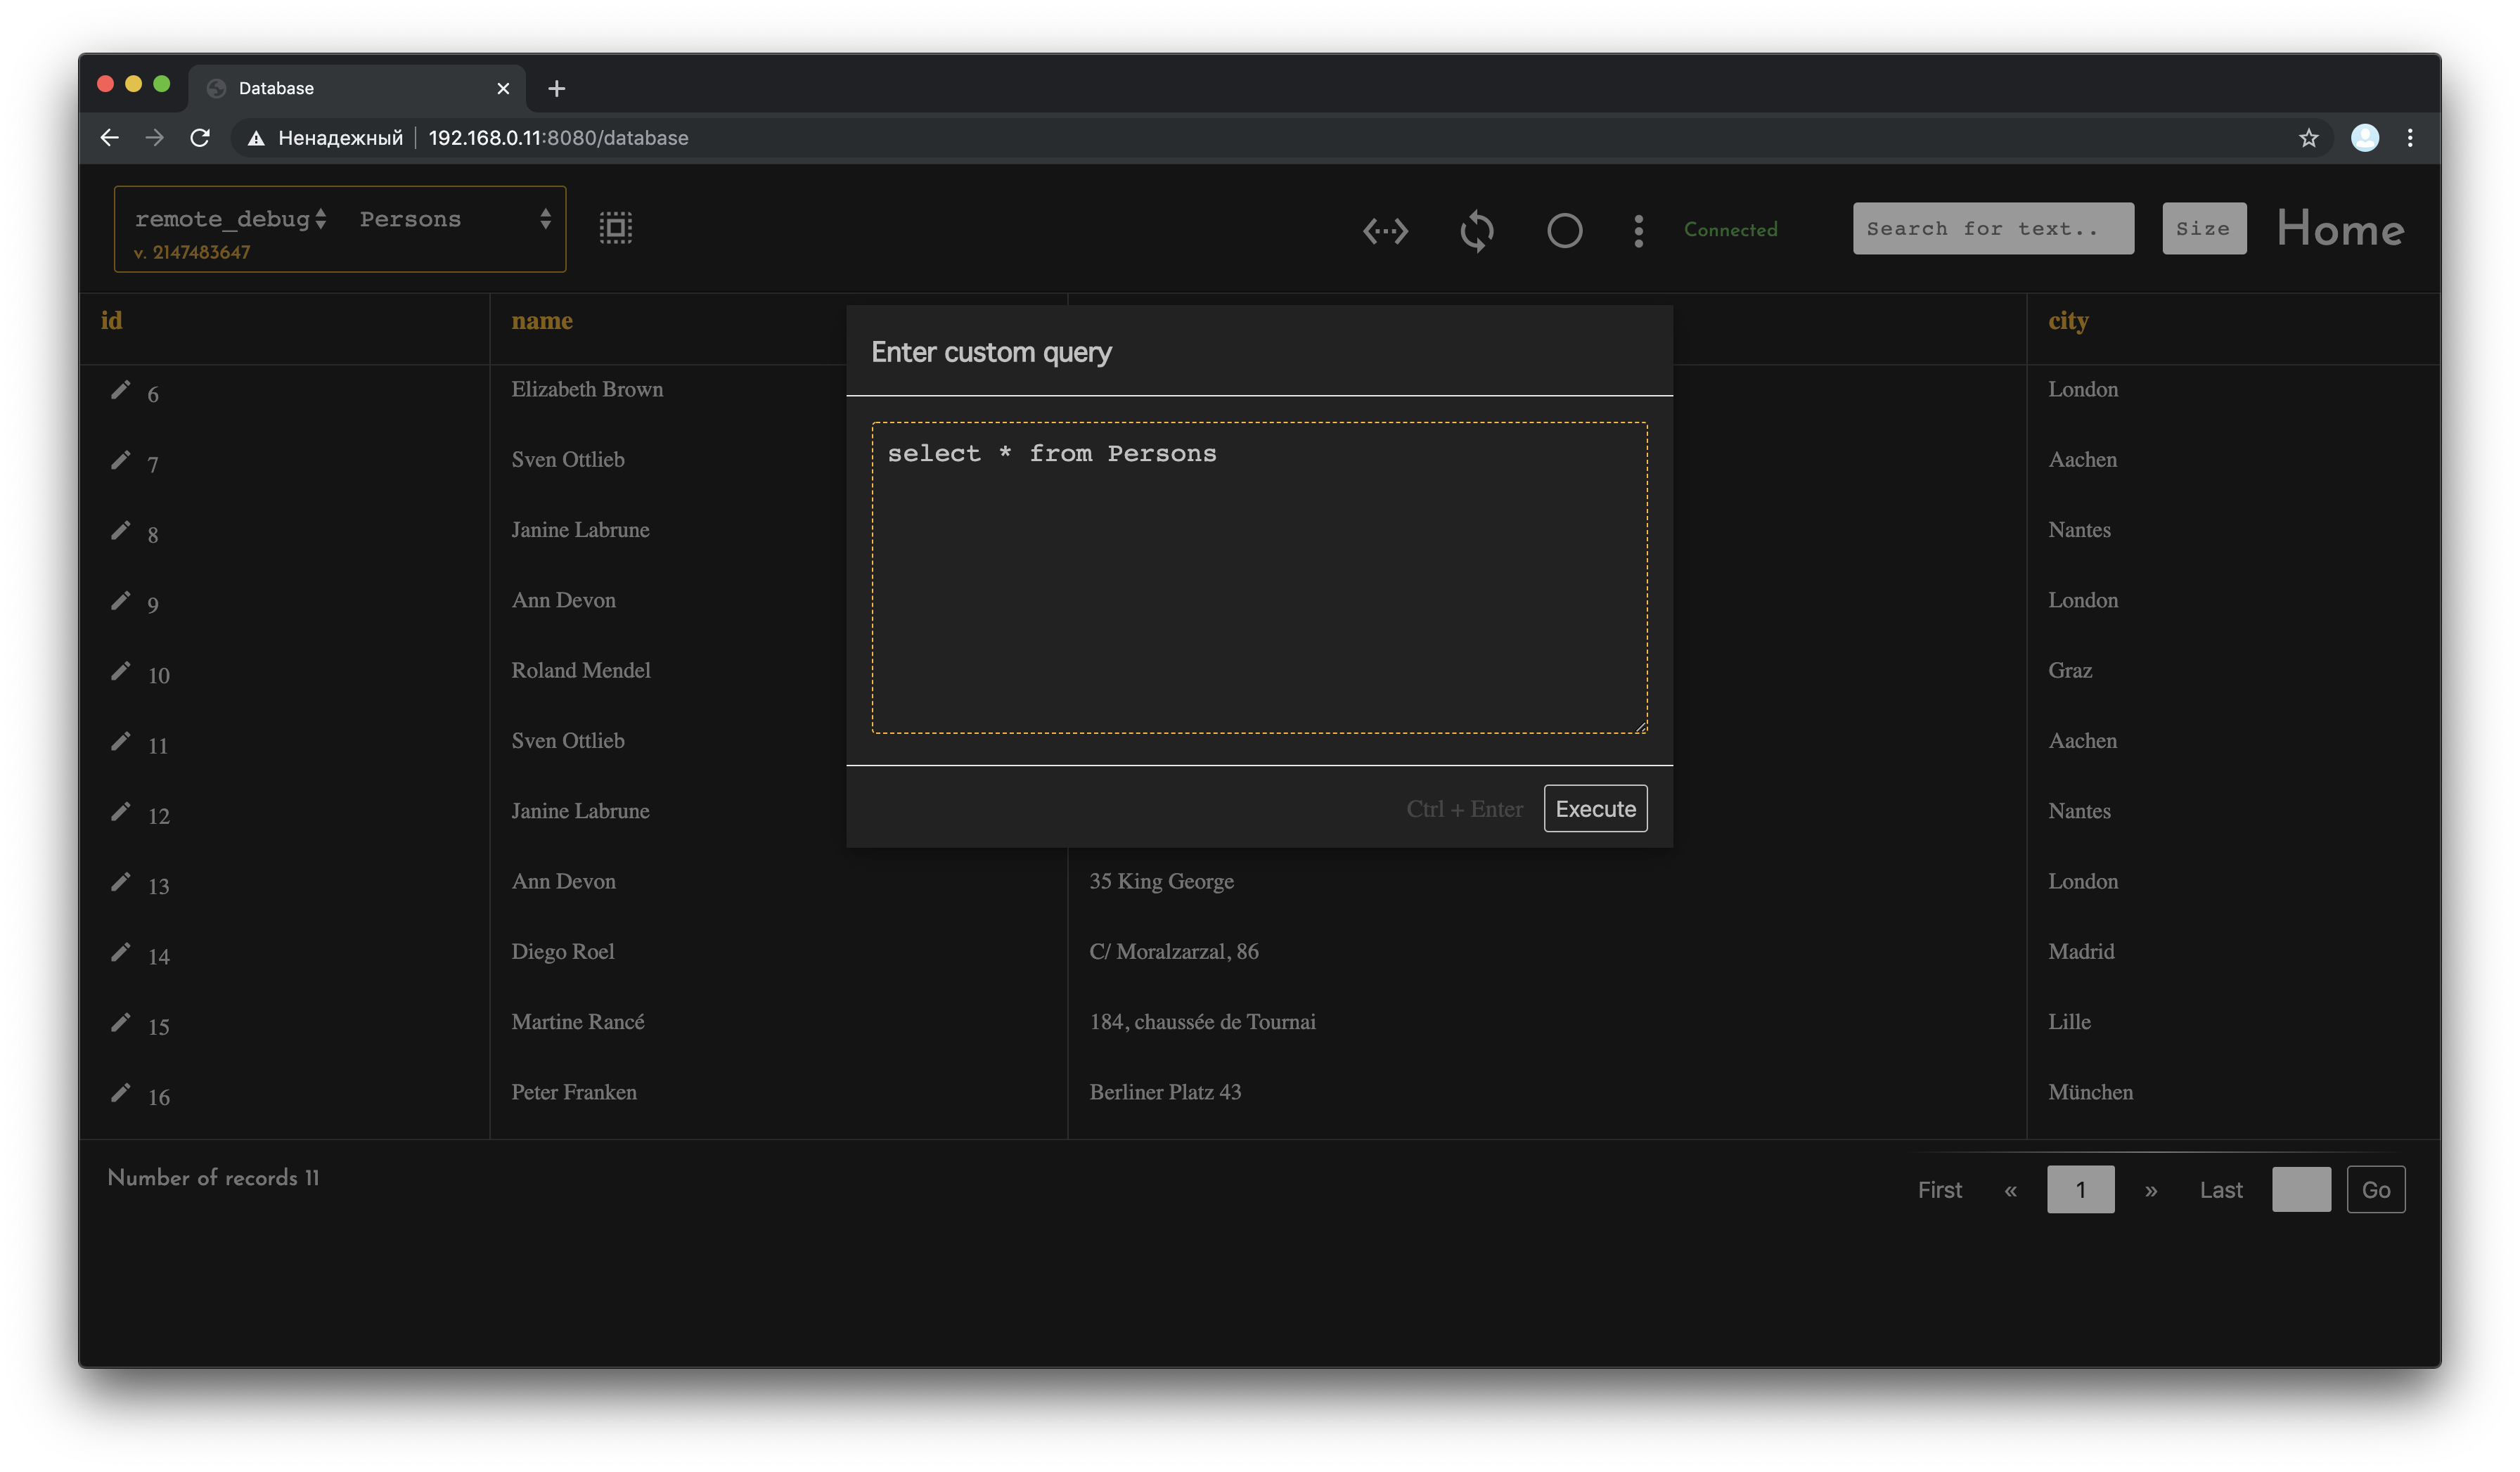 Database
Ненадежный 192.168.0.11:8080/database
remote_debug Persons
v. 2147483647
Connected
Search for text..
Size
Home
id name city
Enter custom query
select * from Persons
Ctrl + Enter Execute
6 Elizabeth Brown London
7 Sven Ottlieb Aachen
8 Janine Labrune Nantes
9 Ann Devon London
10 Roland Mendel Graz
11 Sven Ottlieb Aachen
12 Janine Labrune Nantes
13 Ann Devon 35 King George London
14 Diego Roel C/ Moralzarzal, 86 Madrid
15 Martine Rancé 184, chaussée de Tournai Lille
16 Peter Franken Berliner Platz 43 München
Number of records 11
First « 1 » Last Go